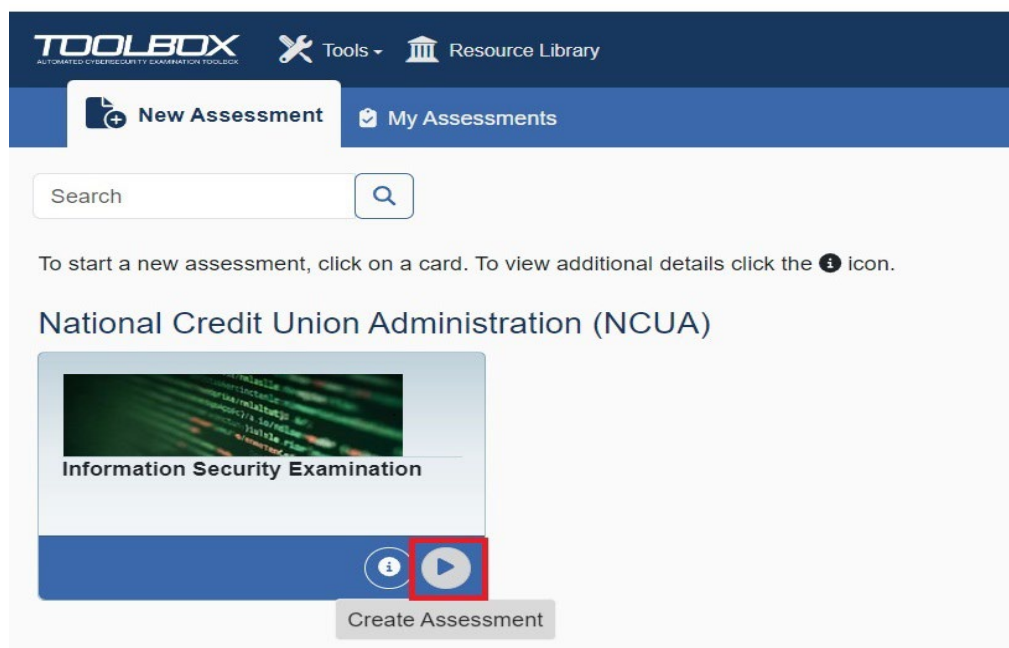 TOOLBOX
AUTOMATED CYBERSECURITY EXAMINATION TOOLBOX
Tools
Resource Library
New Assessment
My Assessments
Search
To start a new assessment, click on a card. To view additional details click the i icon.
National Credit Union Administration (NCUA)
Information Security Examination
Create Assessment